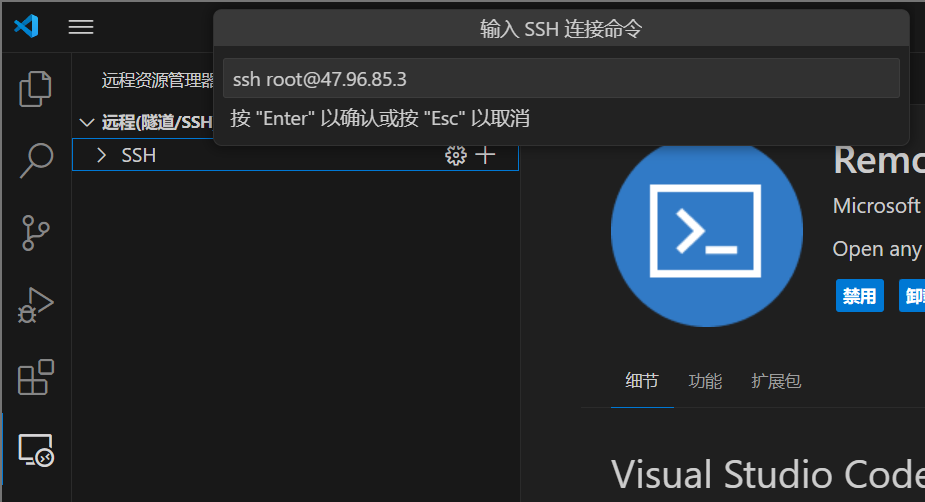 输入 SSH 连接命令
ssh root@47.96.85.3
按 "Enter" 以确认或按 "Esc" 以取消
远程资源管理器
远程(隧道/SSH
SSH
Remo
Microsoft
Open any
禁用
卸
细节
功能
扩展包
Visual Studio Code